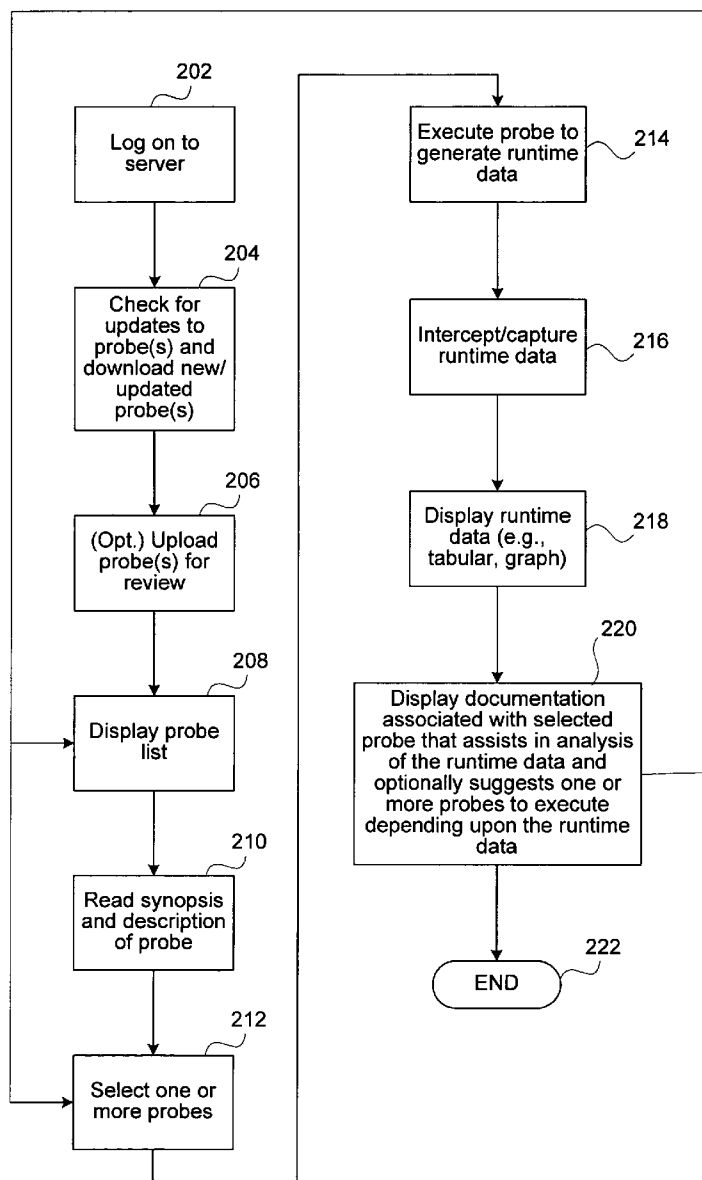 202
Log on to
server
204
Check for
updates to
probe(s) and
download new/
updated
probe(s)
206
(Opt.) Upload
probe(s) for
review
208
Display probe
list
210
Read synopsis
and description
of probe
212
Select one or
more probes
Execute probe to
generate runtime
data
214
Intercept/capture
runtime data
216
Display runtime
data (e.g.,
tabular, graph)
218
220
Display documentation
associated with selected
probe that assists in analysis
of the runtime data and
optionally suggests one or
more probes to execute
depending upon the runtime
data
END
222